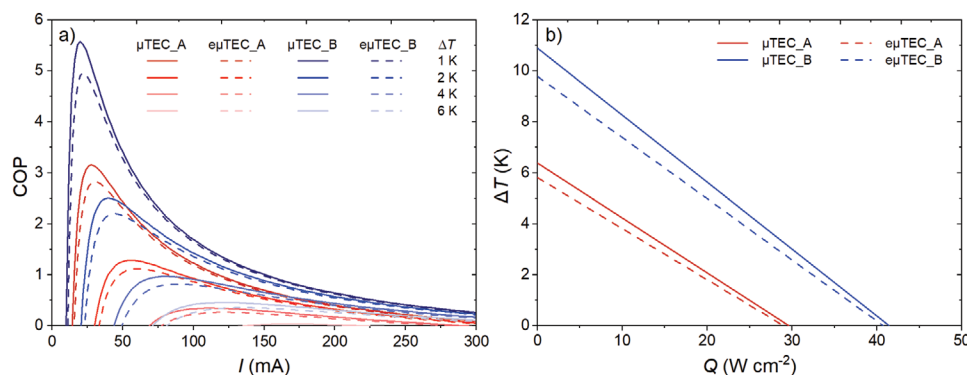 a)
µTEC_A eµTEC_A µTEC_B eµTEC_B ΔT
1 K
2 K
4 K
6 K
COP
6
5
4
3
2
1
0
0 50 100 150 200 250 300
I (mA)
b)
µTEC_A eµTEC_A
µTEC_B eµTEC_B
ΔT (K)
12
10
8
6
4
2
0
0 10 20 30 40 50
Q (W cm⁻²)